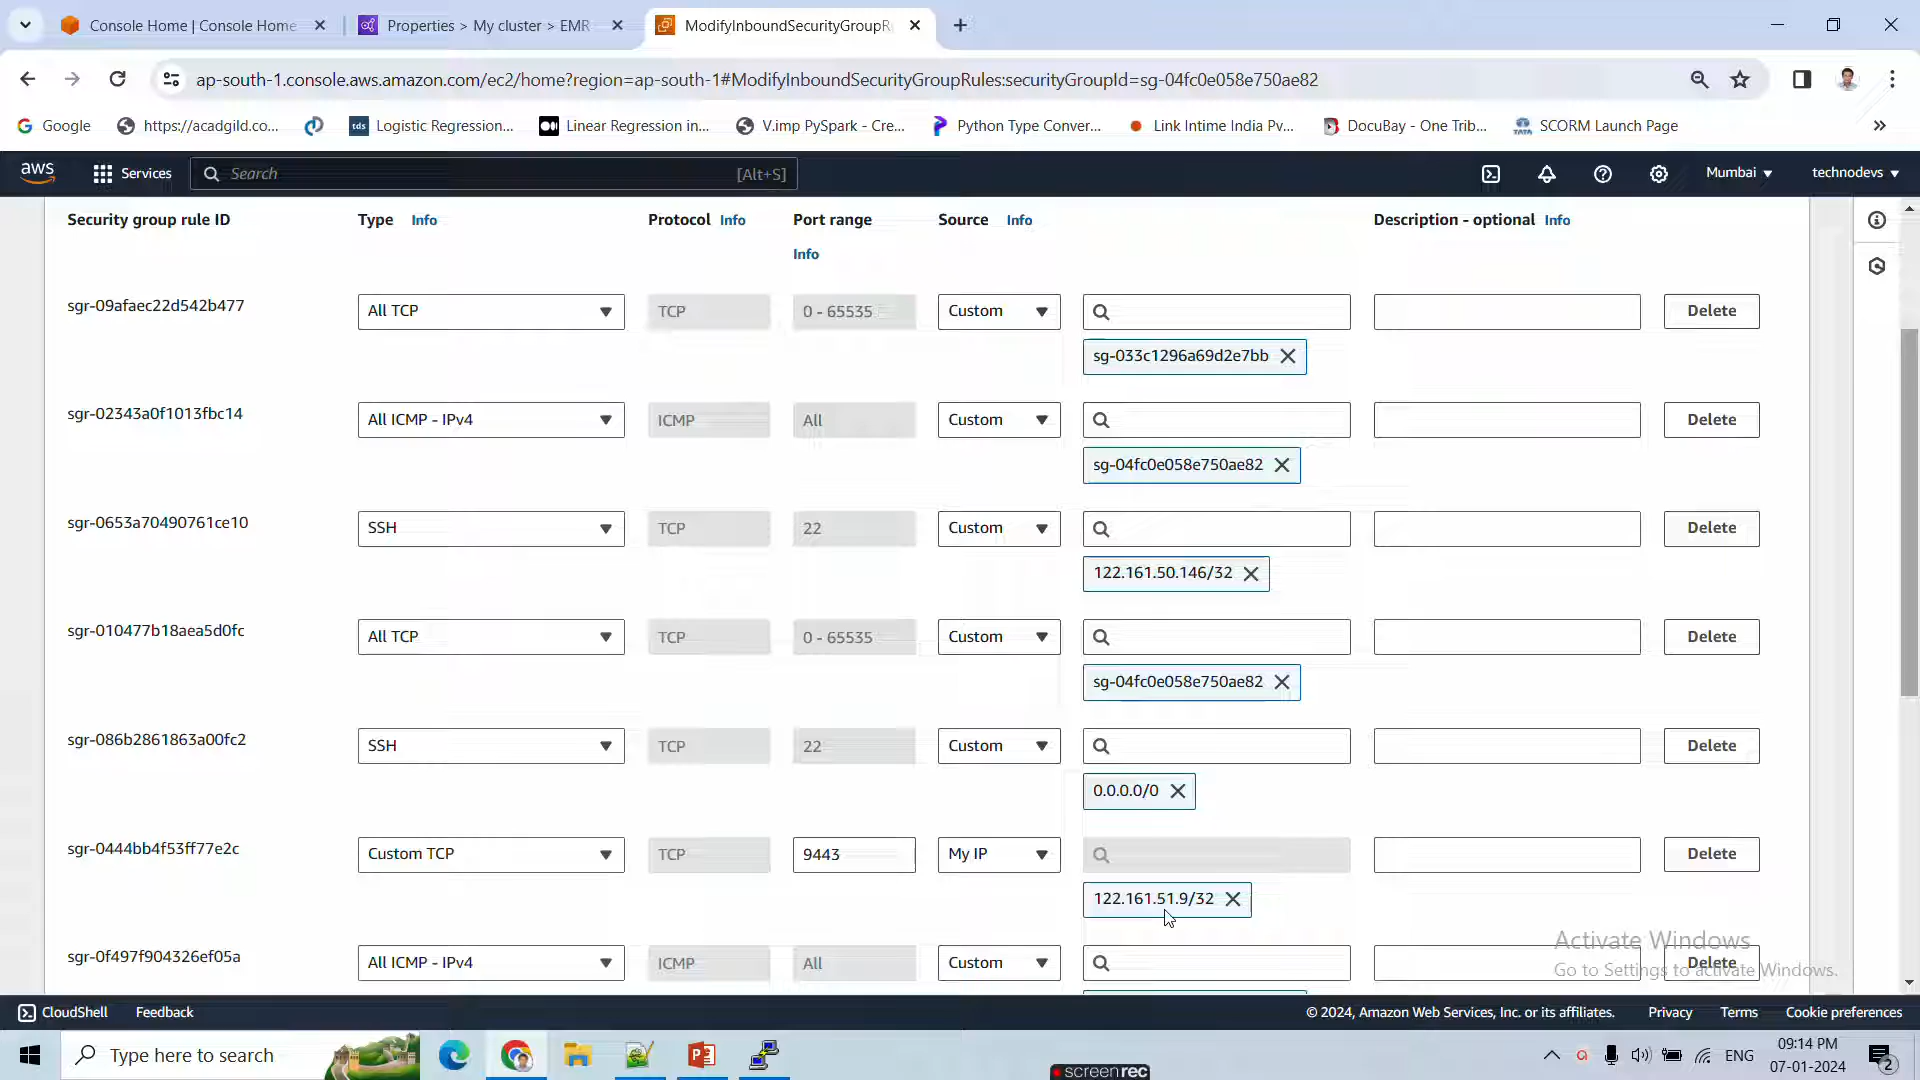 Console Home | Console Home
Properties > My cluster > EMR
ModifyInboundSecurityGroupR
ap-south-1.console.aws.amazon.com/ec2/home?region=ap-south-1#ModifyInboundSecurityGroupRules:securityGroupId=sg-04fc0e058e750ae82
Google https://acadgild.co... tds Logistic Regression... Linear Regression in... V.imp PySpark - Cre... Python Type Conver... Link Intime India Pv... DocuBay - One Trib... TATA SCORM Launch Page »
aws Services Search [Alt+S] Mumbai technodevs
Security group rule ID Type Info Protocol Info Port range Source Info Description - optional Info
Info
sgr-09afaec22d542b477 All TCP TCP 0 - 65535 Custom Delete
sg-033c1296a69d2e7bb
sgr-02343a0f1013fbc14 All ICMP - IPv4 ICMP All Custom Delete
sg-04fc0e058e750ae82
sgr-0653a70490761ce10 SSH TCP 22 Custom Delete
122.161.50.146/32
sgr-010477b18aea5d0fc All TCP TCP 0 - 65535 Custom Delete
sg-04fc0e058e750ae82
sgr-086b2861863a00fc2 SSH TCP 22 Custom Delete
0.0.0.0/0
sgr-0444bb4f53ff77e2c Custom TCP TCP 9443 My IP Delete
122.161.51.9/32
Activate Windows
sgr-0f497f904326ef05a All ICMP - IPv4 ICMP All Custom Delete
Go to Settings to activate Windows.
CloudShell Feedback © 2024, Amazon Web Services, Inc. or its affiliates. Privacy Terms Cookie preferences
Type here to search ENG 09:14 PM
07-01-2024 2
screenrec